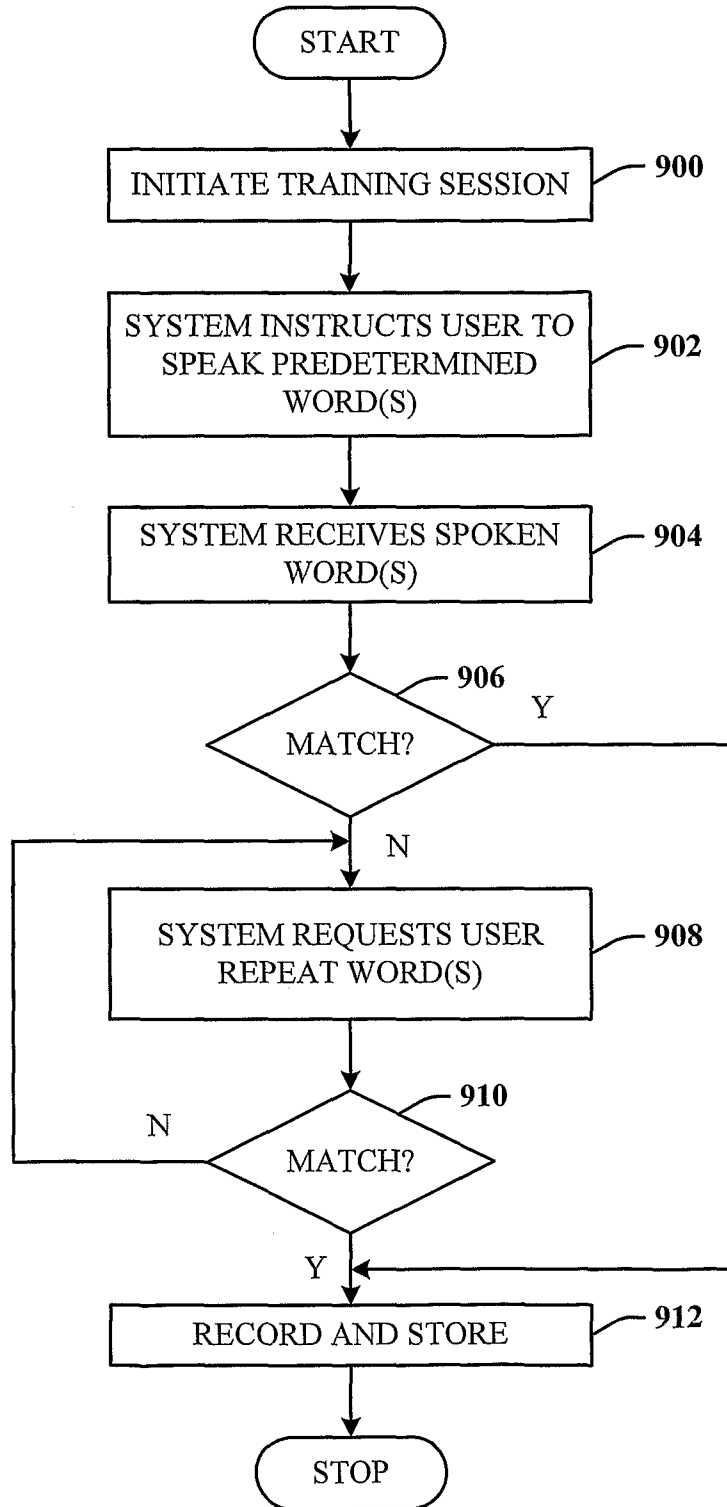 START
INITIATE TRAINING SESSION
900
SYSTEM INSTRUCTS USER TO
SPEAK PREDETERMINED
WORD(S)
902
SYSTEM RECEIVES SPOKEN
WORD(S)
904
906
MATCH?
Y
N
SYSTEM REQUESTS USER
REPEAT WORD(S)
908
910
N
MATCH?
Y
RECORD AND STORE
912
STOP